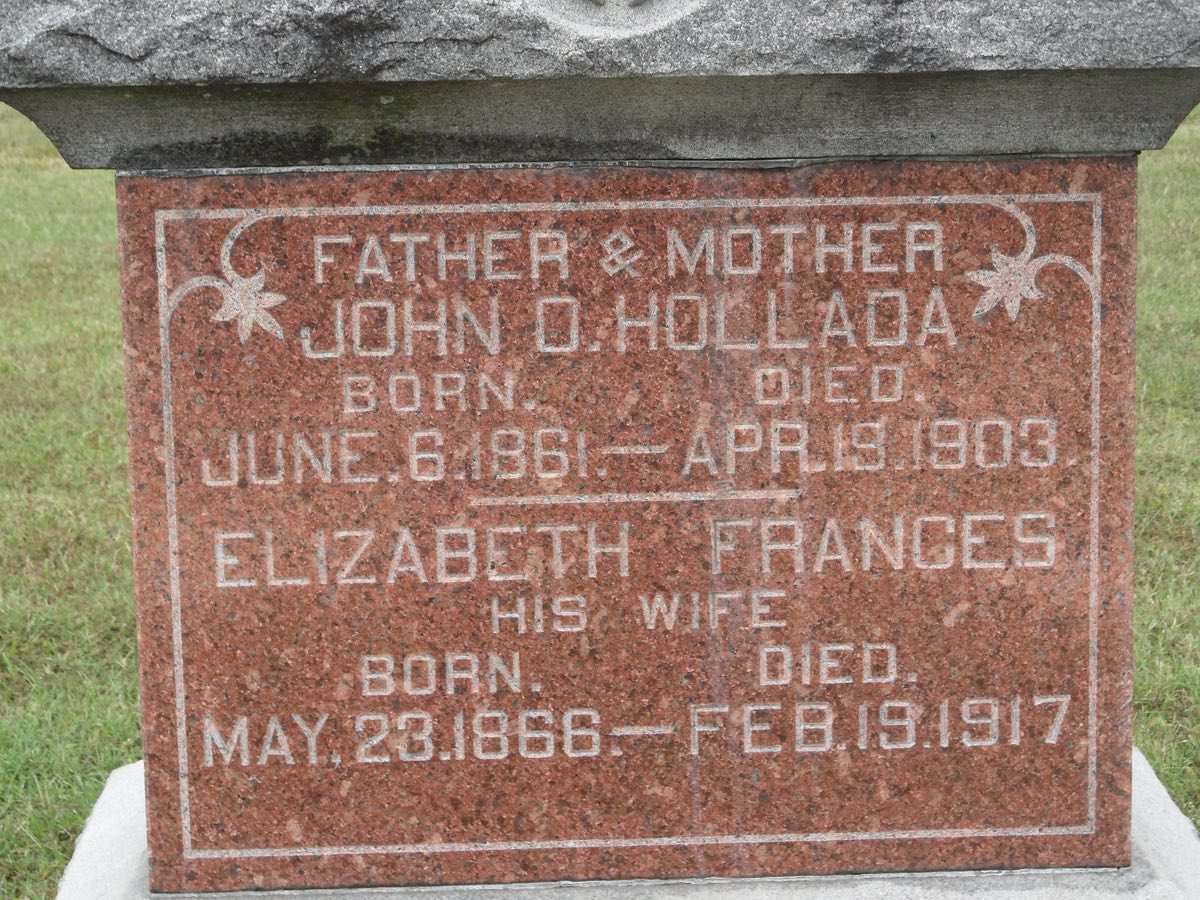 FATHER & MOTHER
JOHN D. HOLLADA
BORN. DIED.
JUNE. 6. 1861. — APR. 19. 1903.
ELIZABETH FRANCES
HIS WIFE
BORN. DIED.
MAY, 23. 1866. — FEB. 19. 1917